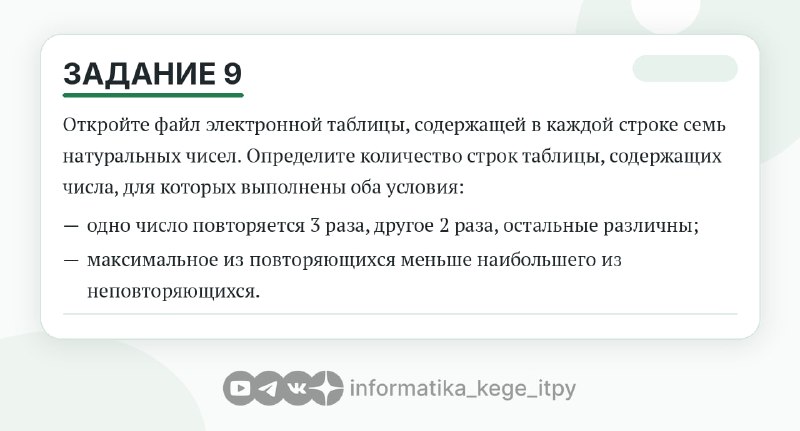 ЗАДАНИЕ 9
Откройте файл электронной таблицы, содержащей в каждой строке семь
натуральных чисел. Определите количество строк таблицы, содержащих
числа, для которых выполнены оба условия:
— одно число повторяется 3 раза, другое 2 раза, остальные различны;
— максимальное из повторяющихся меньше наибольшего из
неповторяющихся.
informatika_kege_itpy